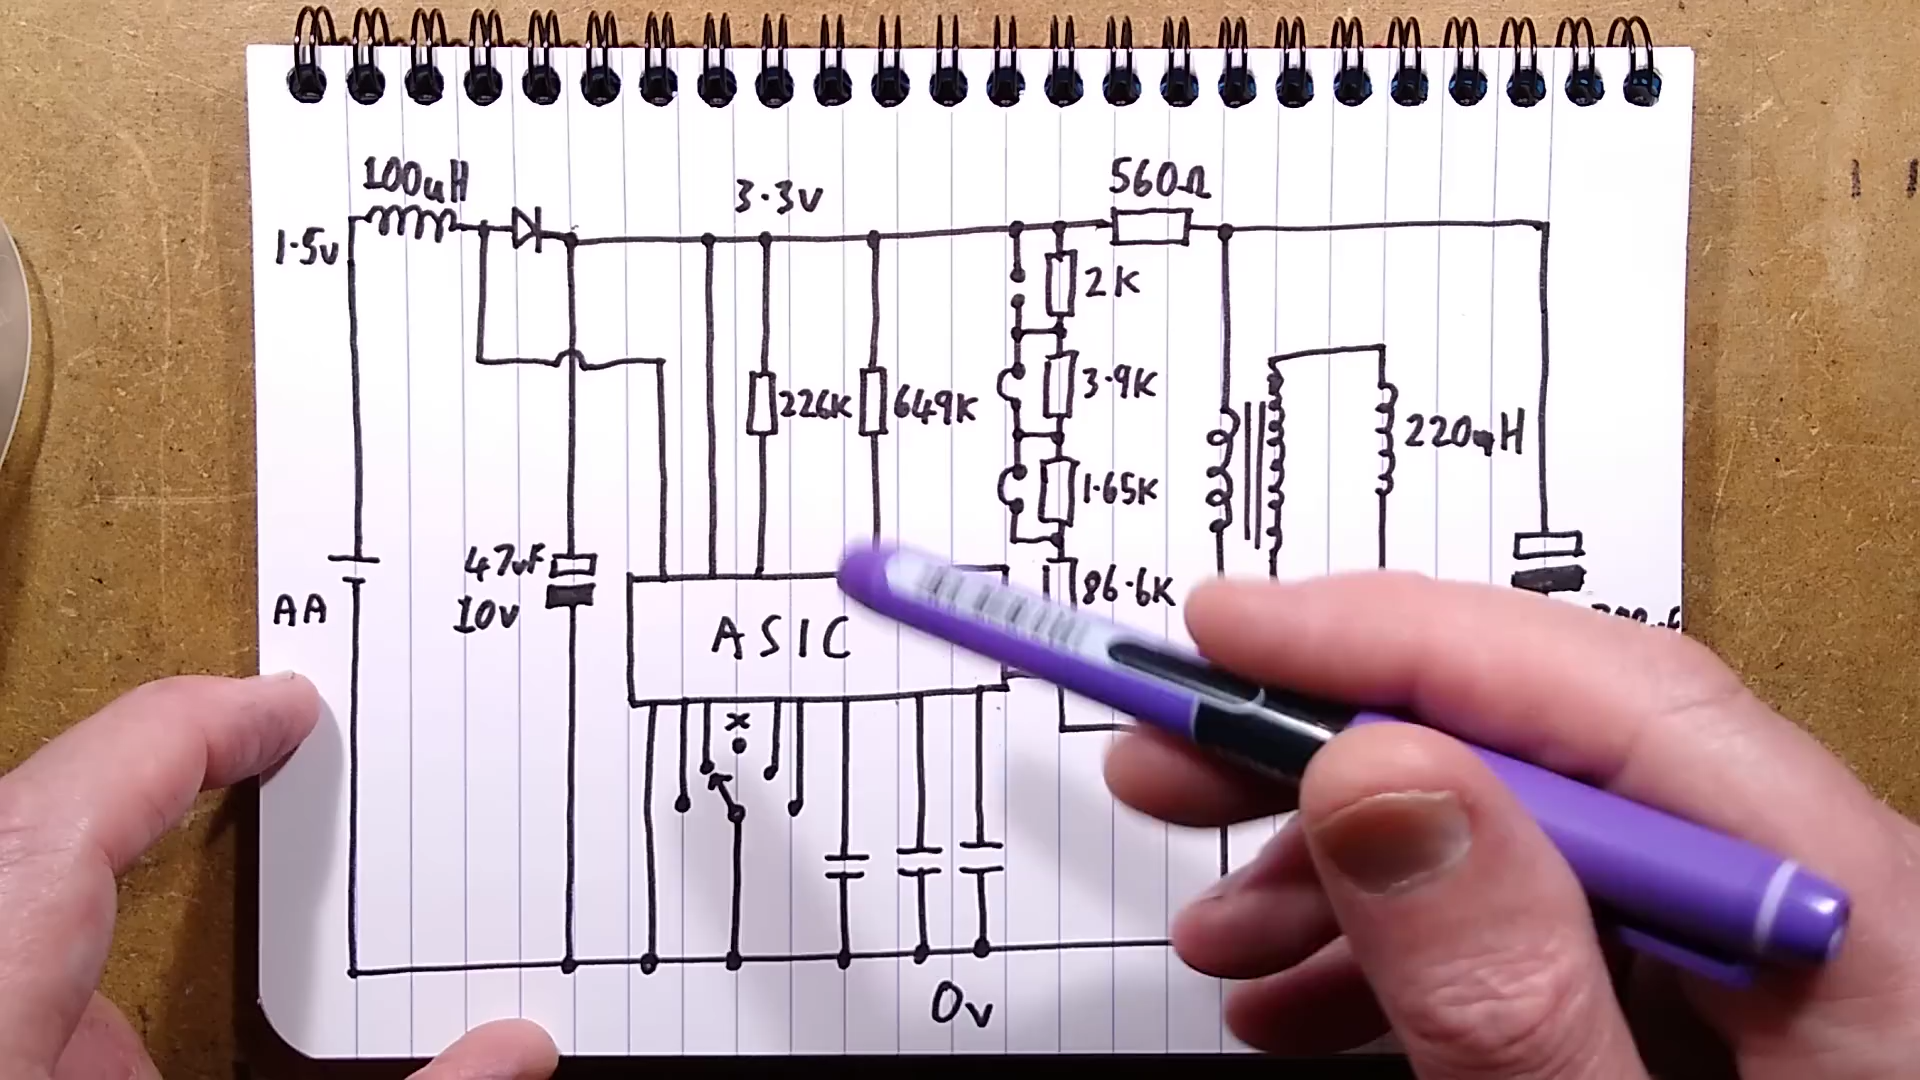 100uH
3.3v
560Ω
1.5v
2K
226K
649K
3.9K
220mH
1.65K
47uF
10v
86.6K
AA
ASIC
x
0v